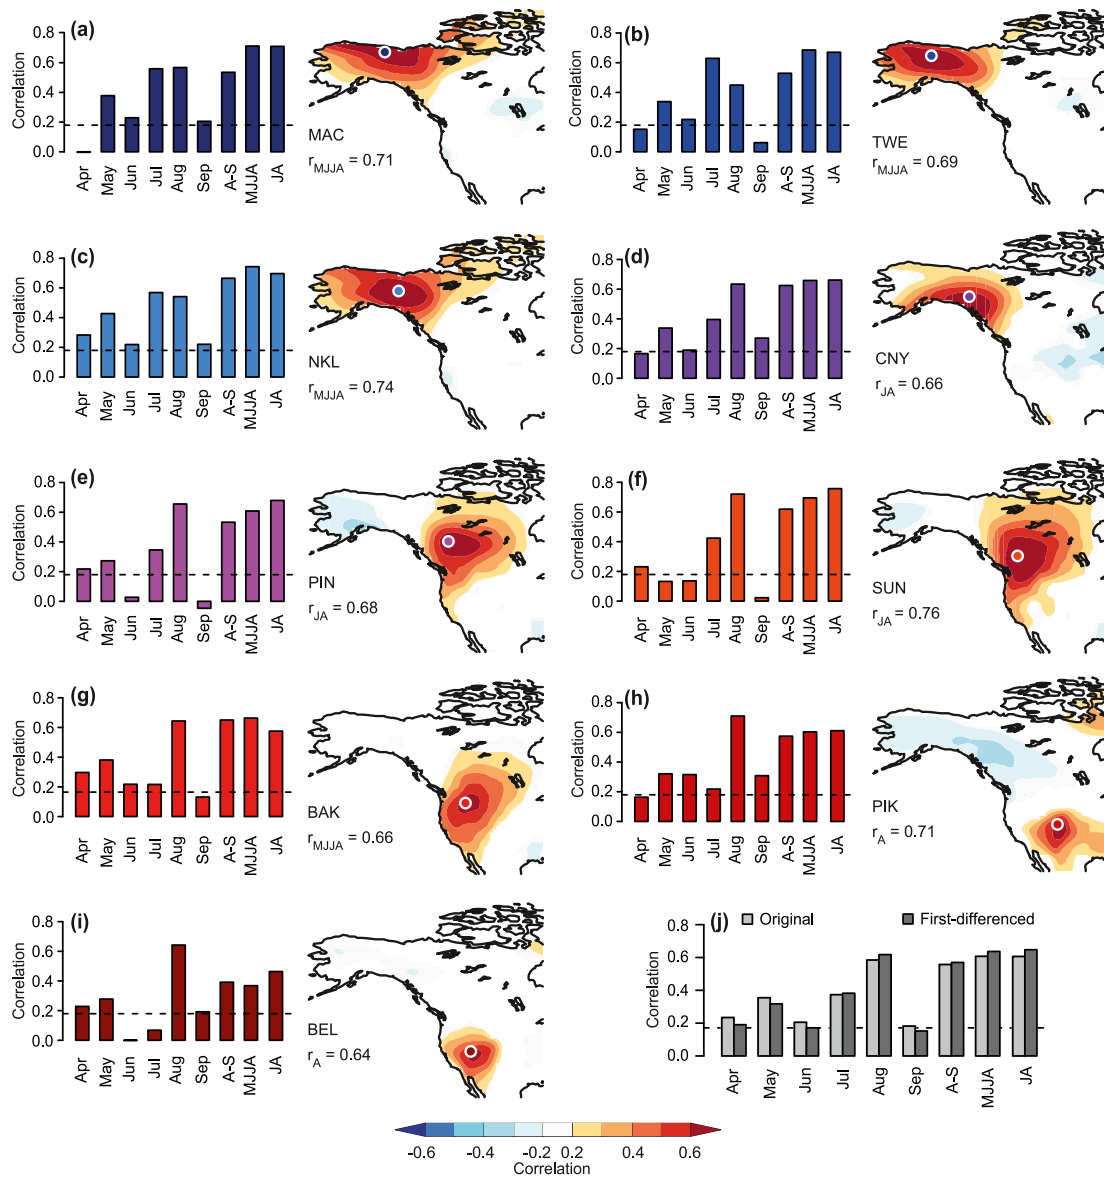 (a)
0.8
0.6
0.4
0.2
0.0
Correlation
Apr
May
Jun
Jul
Aug
Sep
A-S
MJJA
JA
MAC
r_MJJA = 0.71
(b)
0.8
0.6
0.4
0.2
0.0
Correlation
Apr
May
Jun
Jul
Aug
Sep
A-S
MJJA
JA
TWE
r_MJJA = 0.69
(c)
0.8
0.6
0.4
0.2
0.0
Correlation
Apr
May
Jun
Jul
Aug
Sep
A-S
MJJA
JA
NKL
r_MJJA = 0.74
(d)
0.8
0.6
0.4
0.2
0.0
Correlation
Apr
May
Jun
Jul
Aug
Sep
A-S
MJJA
JA
CNY
r_JA = 0.66
(e)
0.8
0.6
0.4
0.2
0.0
Correlation
Apr
May
Jun
Jul
Aug
Sep
A-S
MJJA
JA
PIN
r_JA = 0.68
(f)
0.8
0.6
0.4
0.2
0.0
Correlation
Apr
May
Jun
Jul
Aug
Sep
A-S
MJJA
JA
SUN
r_JA = 0.76
(g)
0.8
0.6
0.4
0.2
0.0
Correlation
Apr
May
Jun
Jul
Aug
Sep
A-S
MJJA
JA
BAK
r_MJJA = 0.66
(h)
0.8
0.6
0.4
0.2
0.0
Correlation
Apr
May
Jun
Jul
Aug
Sep
A-S
MJJA
JA
PIK
r_A = 0.71
(i)
0.8
0.6
0.4
0.2
0.0
Correlation
Apr
May
Jun
Jul
Aug
Sep
A-S
MJJA
JA
BEL
r_A = 0.64
(j)
Original
First-differenced
0.8
0.6
0.4
0.2
0.0
Correlation
Apr
May
Jun
Jul
Aug
Sep
A-S
MJJA
JA
-0.6 -0.4 -0.2 0.2 0.4 0.6
Correlation